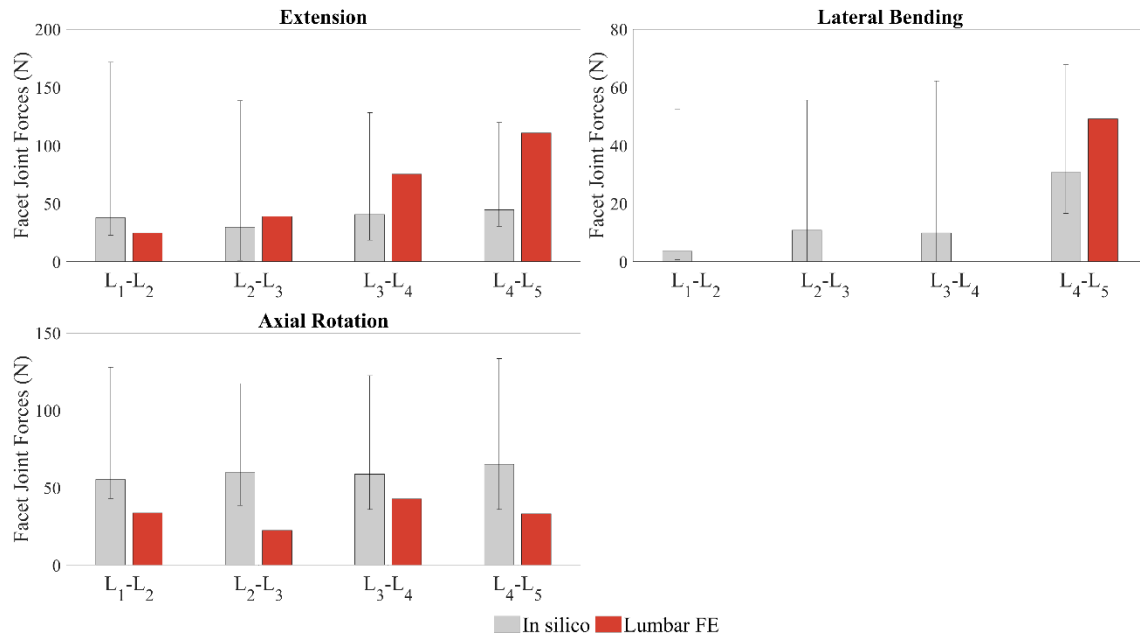 Extension
Facet Joint Forces (N)
200
150
100
50
0
L₁-L₂ L₂-L₃ L₃-L₄ L₄-L₅
Lateral Bending
Facet Joint Forces (N)
80
60
40
20
0
L₁-L₂ L₂-L₃ L₃-L₄ L₄-L₅
Axial Rotation
Facet Joint Forces (N)
150
100
50
0
L₁-L₂ L₂-L₃ L₃-L₄ L₄-L₅
In silico Lumbar FE